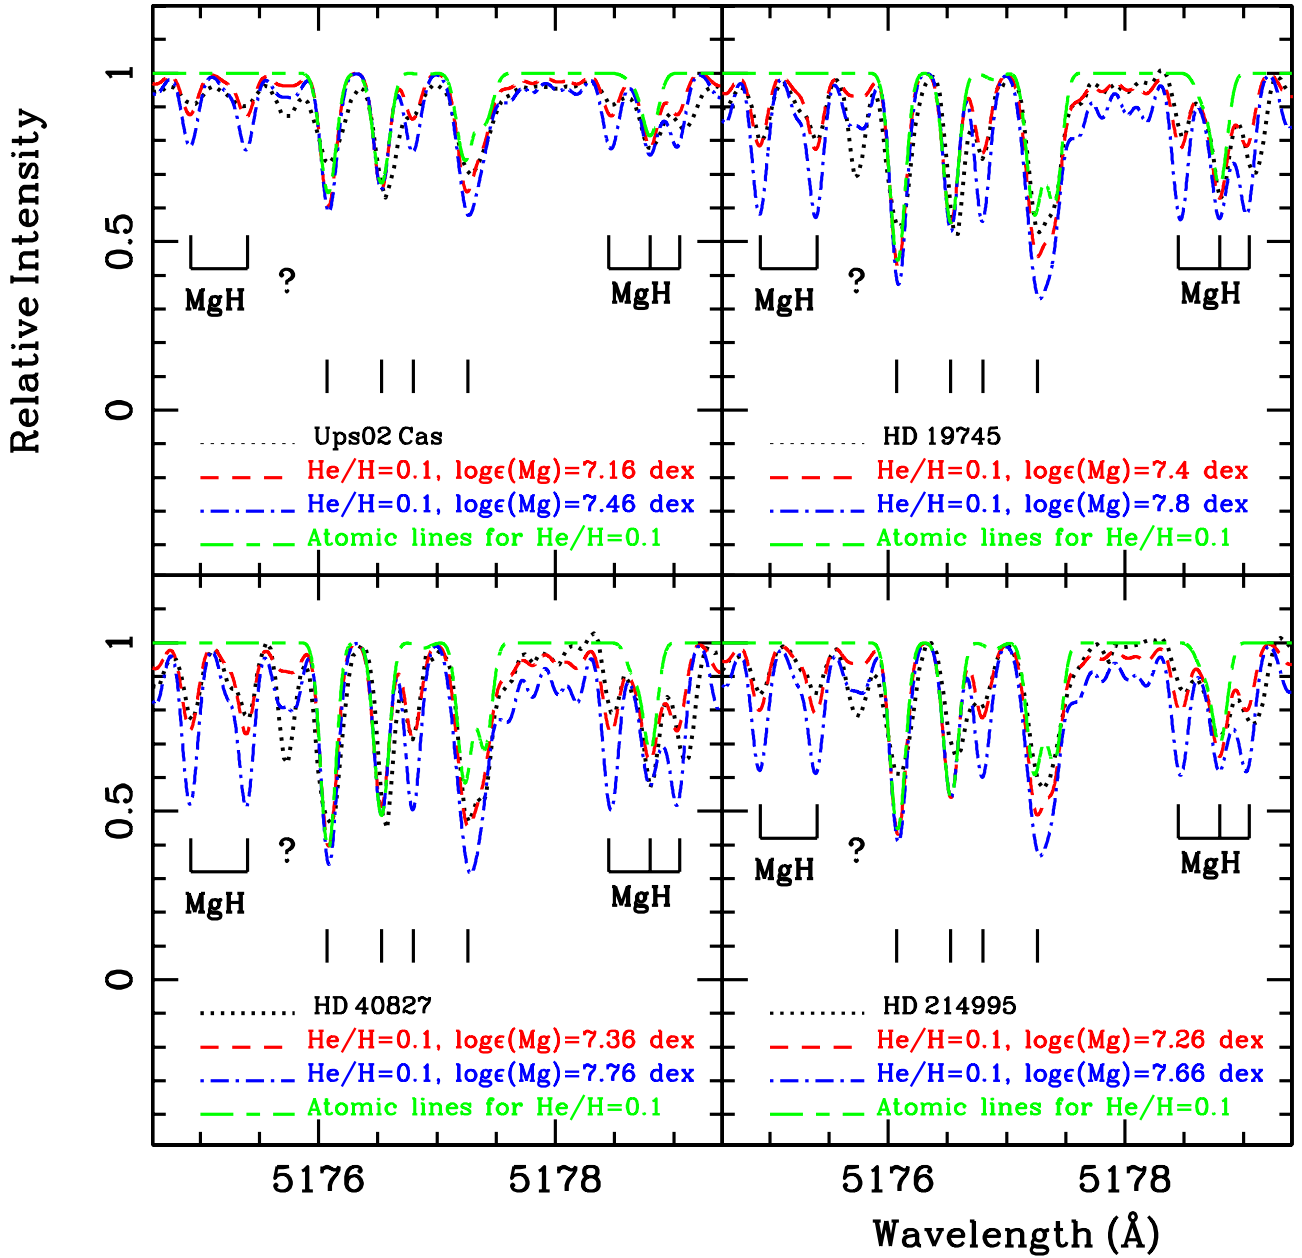 Relative Intensity
1
0.5
0
MgH
?
MgH
Ups02 Cas
He/H=0.1, logϵ(Mg)=7.16 dex
He/H=0.1, logϵ(Mg)=7.46 dex
Atomic lines for He/H=0.1
MgH
?
MgH
HD 19745
He/H=0.1, logϵ(Mg)=7.4 dex
He/H=0.1, logϵ(Mg)=7.8 dex
Atomic lines for He/H=0.1
1
0.5
0
MgH
?
MgH
HD 40827
He/H=0.1, logϵ(Mg)=7.36 dex
He/H=0.1, logϵ(Mg)=7.76 dex
Atomic lines for He/H=0.1
MgH
?
MgH
HD 214995
He/H=0.1, logϵ(Mg)=7.26 dex
He/H=0.1, logϵ(Mg)=7.66 dex
Atomic lines for He/H=0.1
5176
5178
5176
5178
Wavelength (Å)